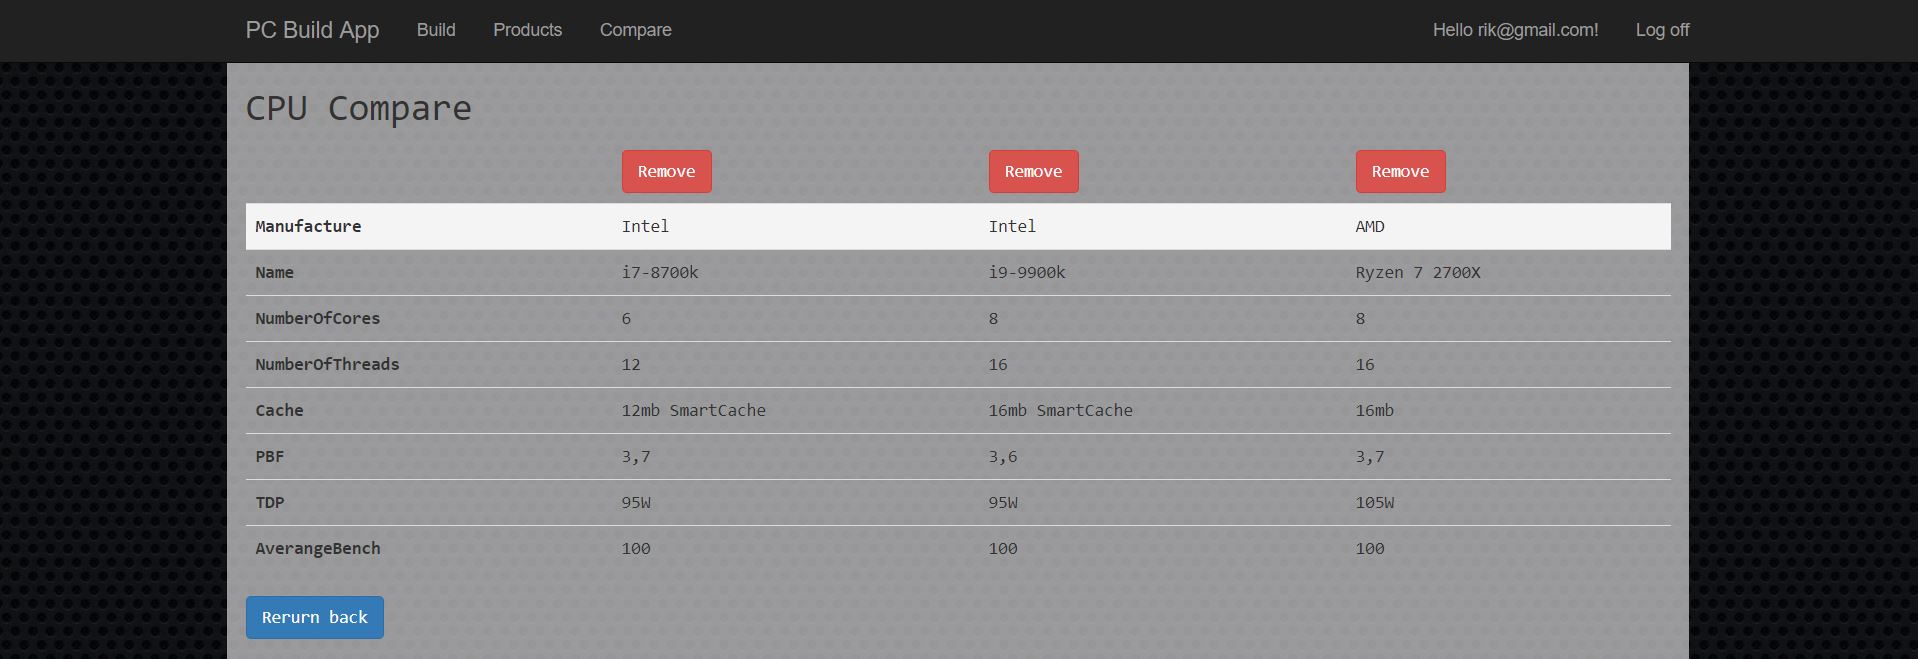 PC Build App Build Products Compare Hello rik@gmail.com! Log off
CPU Compare
Remove Remove Remove
Manufacture Intel Intel AMD
Name i7-8700k i9-9900k Ryzen 7 2700X
NumberOfCores 6 8 8
NumberOfThreads 12 16 16
Cache 12mb SmartCache 16mb SmartCache 16mb
PBF 3,7 3,6 3,7
TDP 95W 95W 105W
AverangeBench 100 100 100
Rerurn back